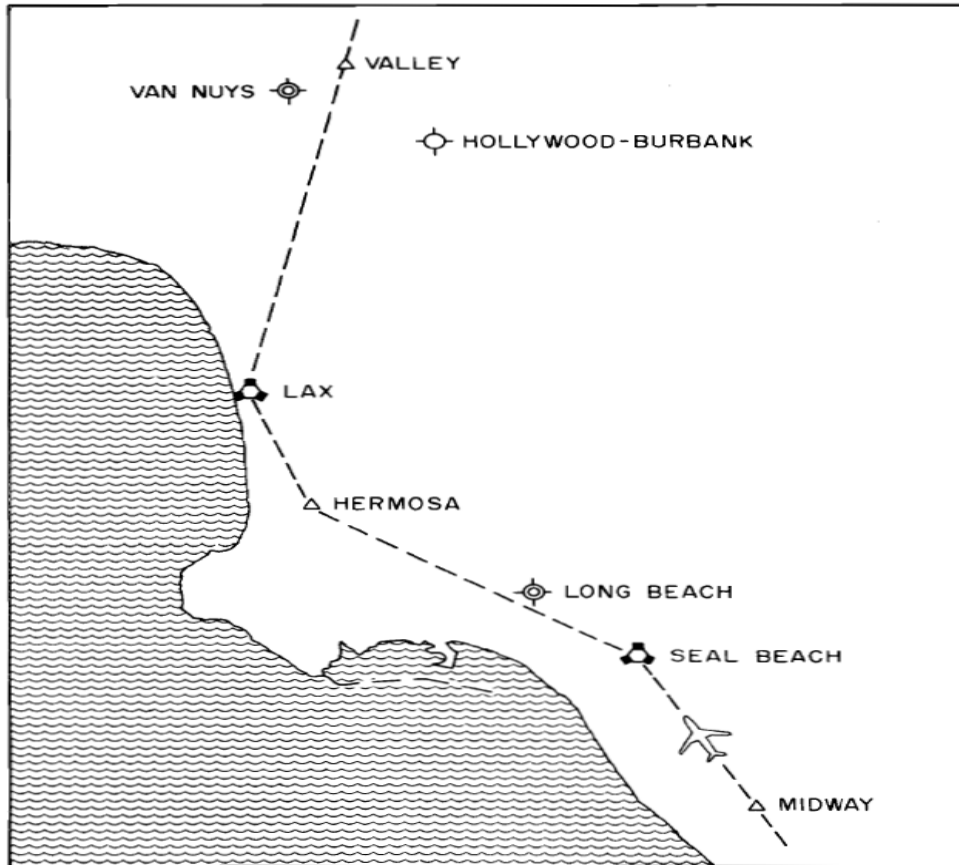 VALLEY
VAN NUYS
HOLLYWOOD-BURBANK
LAX
HERMOSA
LONG BEACH
SEAL BEACH
MIDWAY